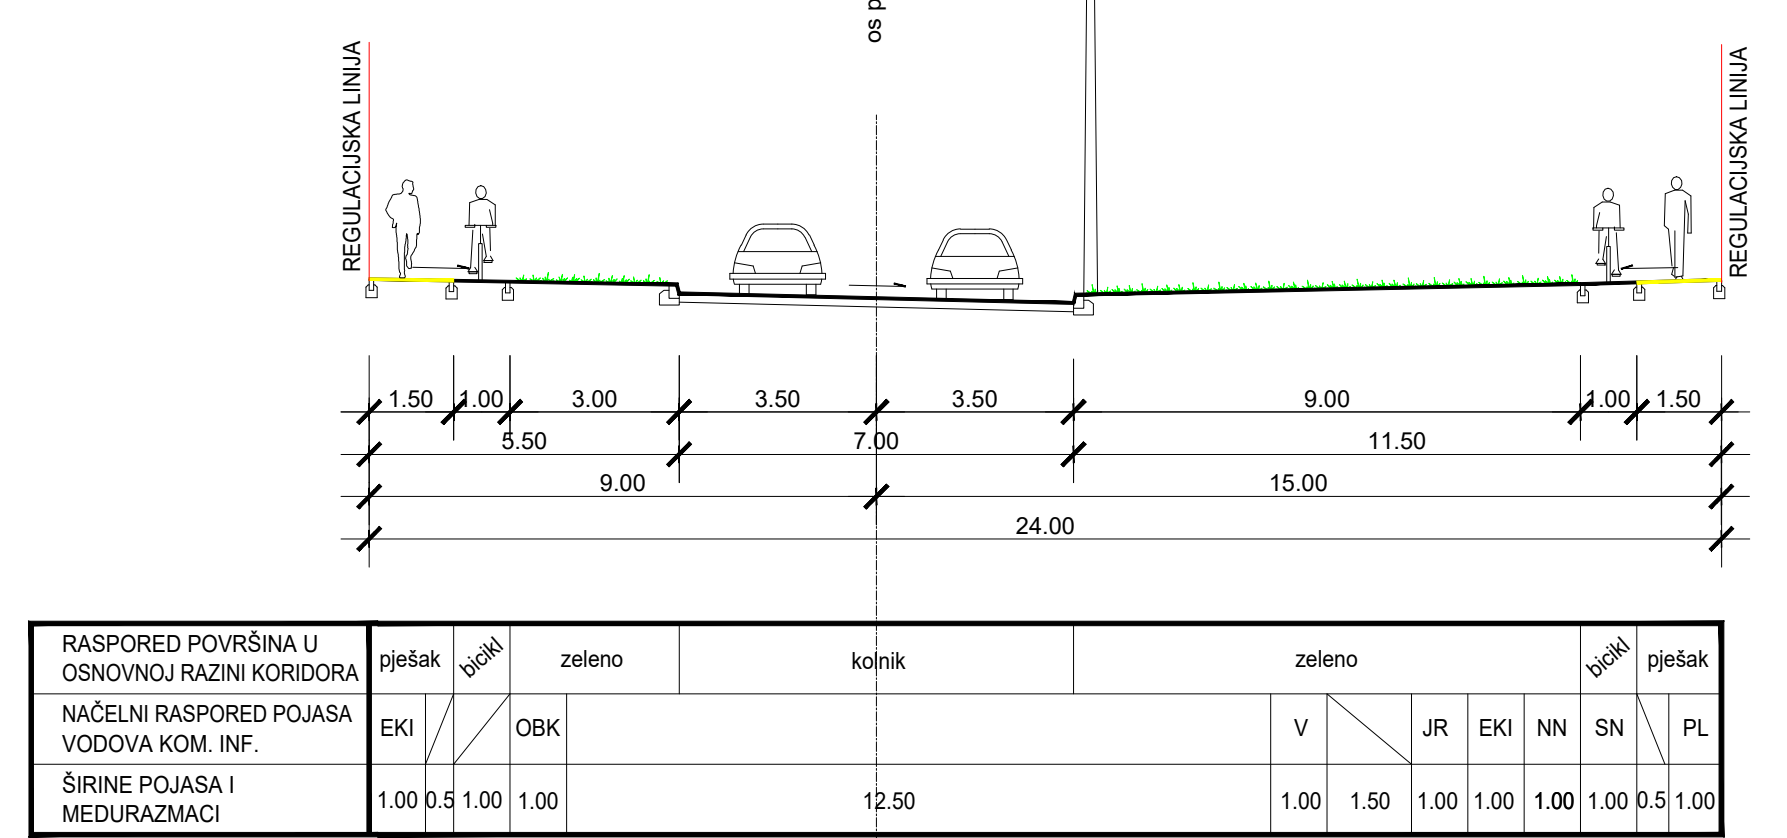 os p
REGULACIJSKA LINIJA
REGULACIJSKA LINIJA
1.50 1.00 3.00 3.50 3.50 9.00 1.00 1.50
5.50 7.00 11.50
9.00 15.00
24.00
RASPORED POVRŠINA U
OSNOVNOJ RAZINI KORIDORA
pješak bicikl zeleno kolnik zeleno bicikl pješak
NAČELNI RASPORED POJASA
VODOVA KOM. INF.
EKI OBK V JR EKI NN SN PL
ŠIRINE POJASA I
MEDURAZMACI
1.00 0.5 1.00 1.00 12.50 1.00 1.50 1.00 1.00 1.00 1.00 0.5 1.00